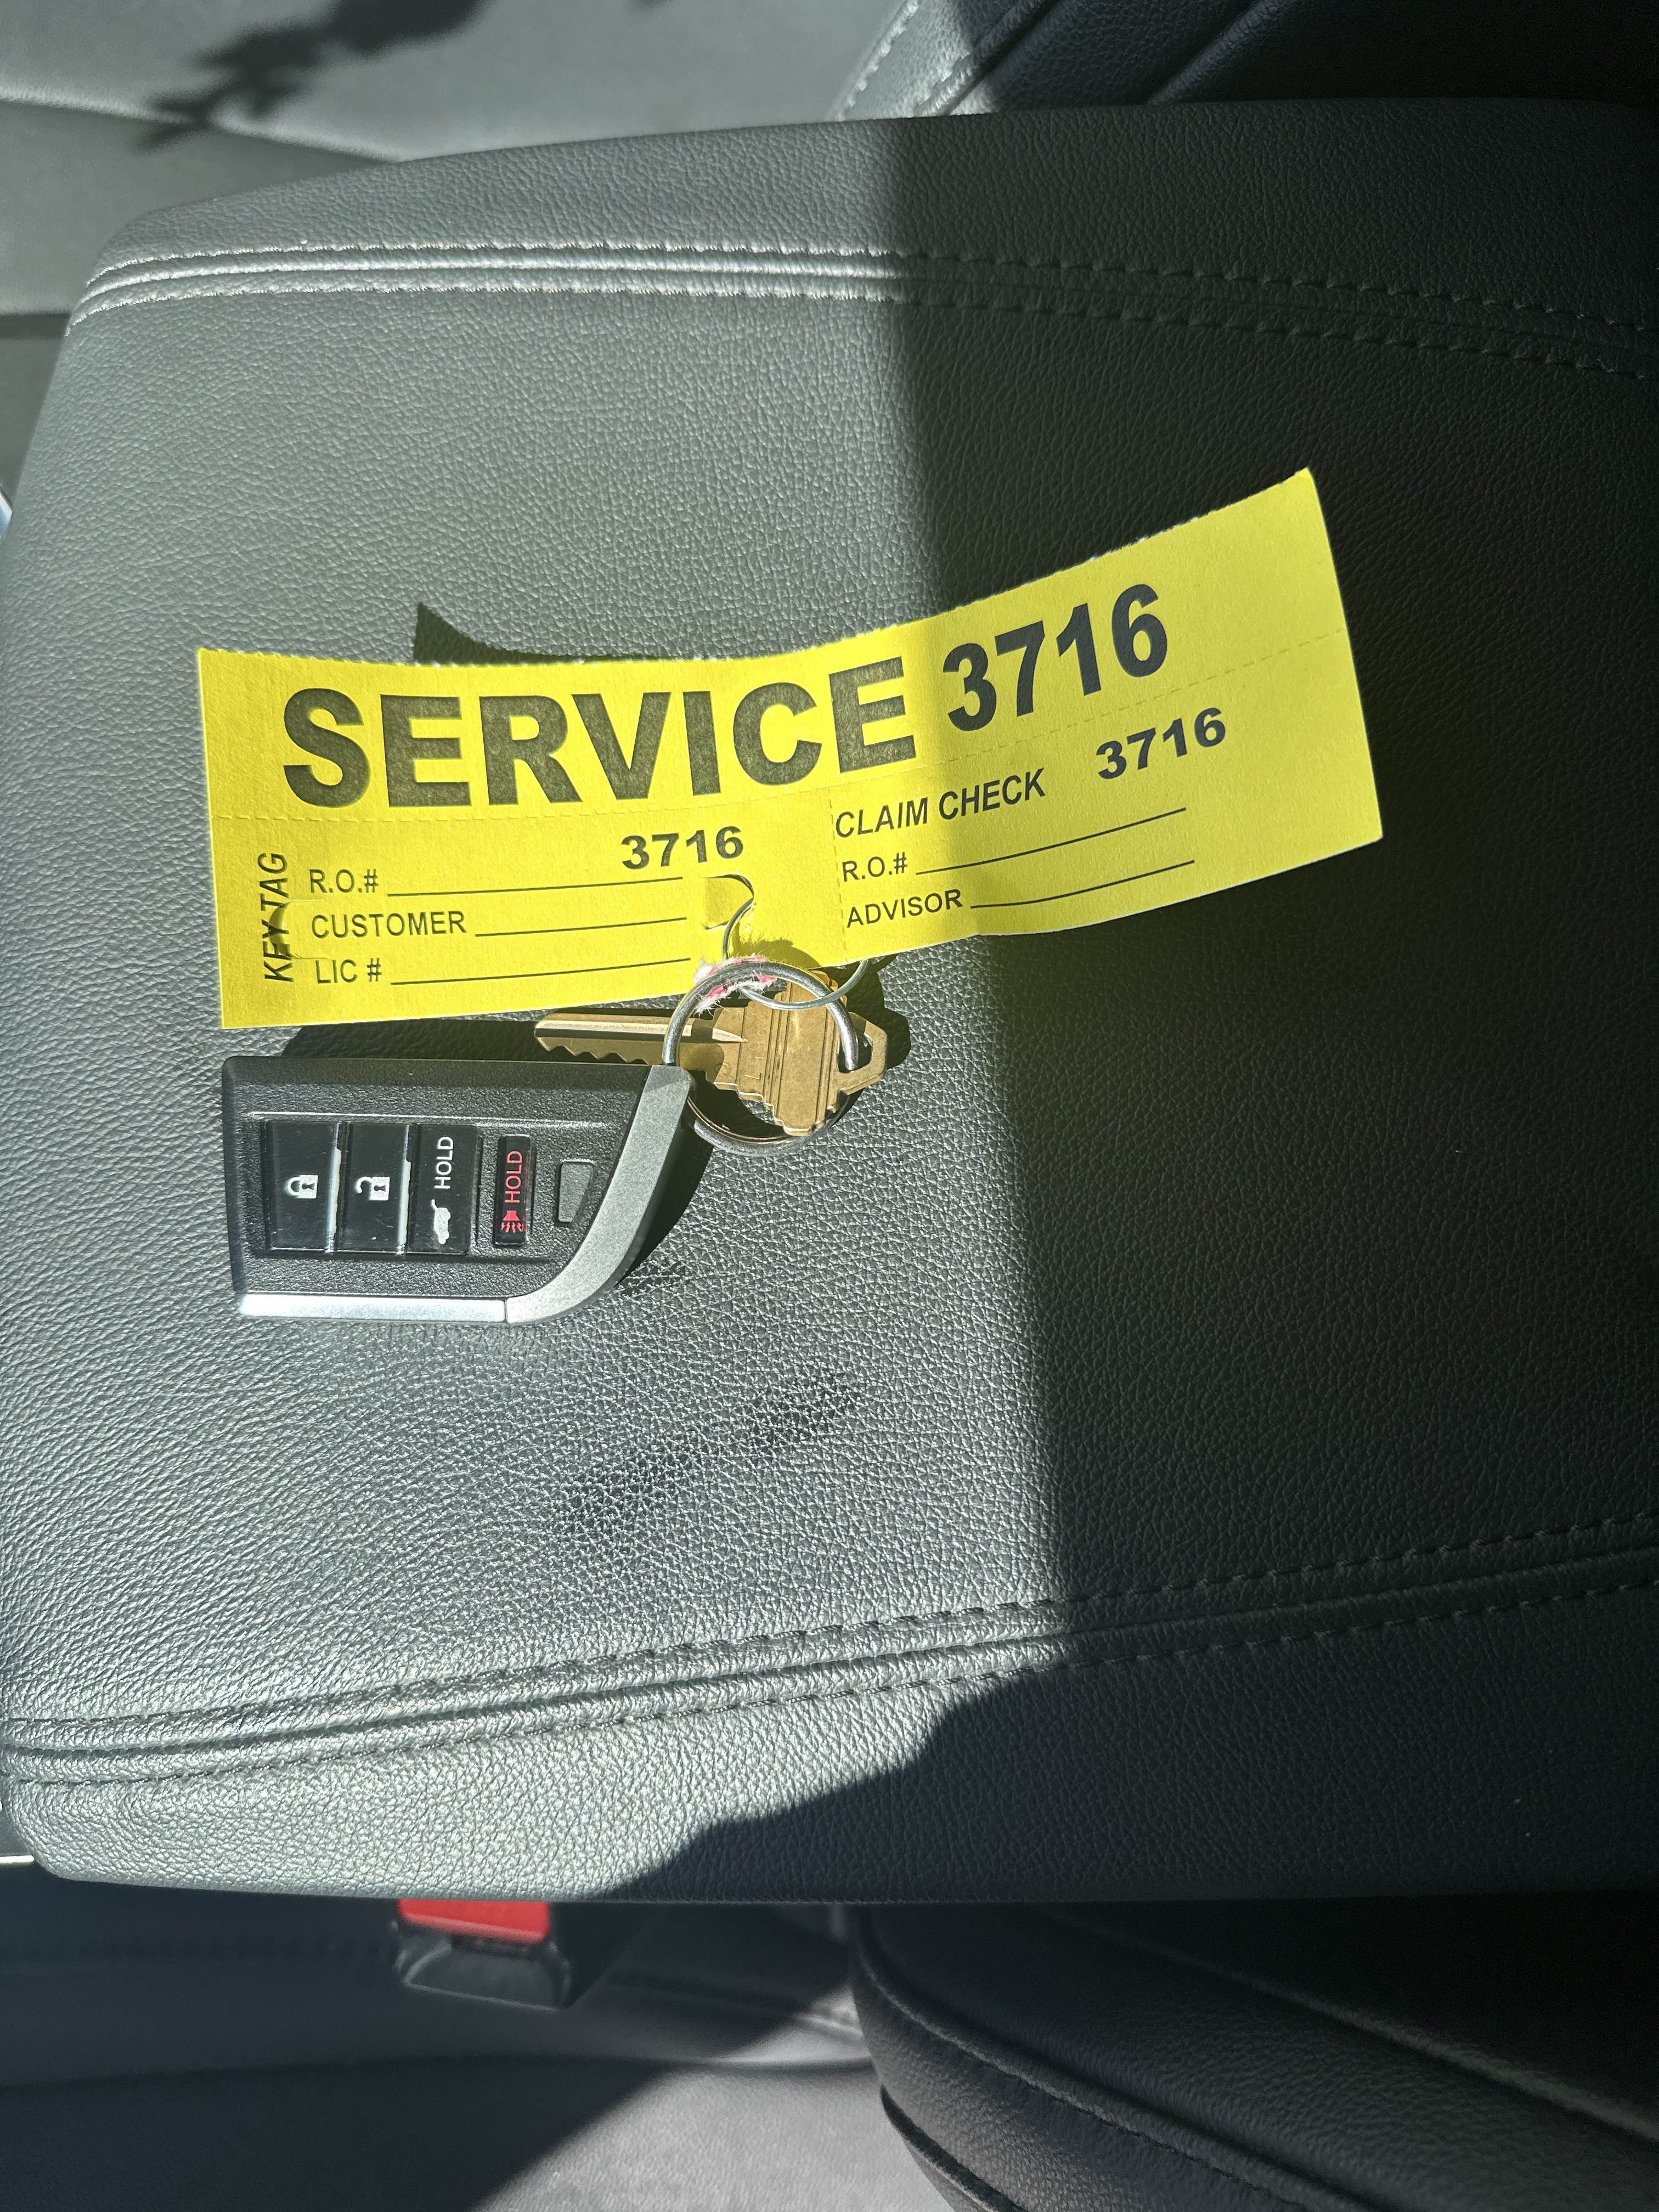 SERVICE 3716
KEY TAG
3716
R.O.#
CUSTOMER
LIC #
CLAIM CHECK 3716
R.O.#
ADVISOR
HOLD
HOLD